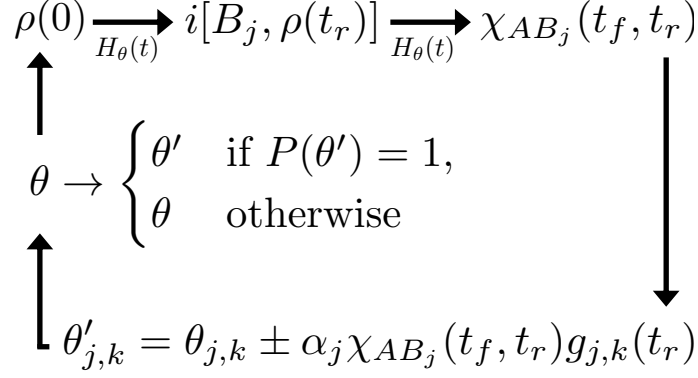 ρ(0) ⟶ i[B_j, ρ(t_r)] ⟶ χ_{AB_j}(t_f, t_r)
H_θ(t) H_θ(t)
θ → { θ′ if P(θ′) = 1,
θ otherwise
θ′_{j,k} = θ_{j,k} ± α_j χ_{AB_j}(t_f, t_r) g_{j,k}(t_r)